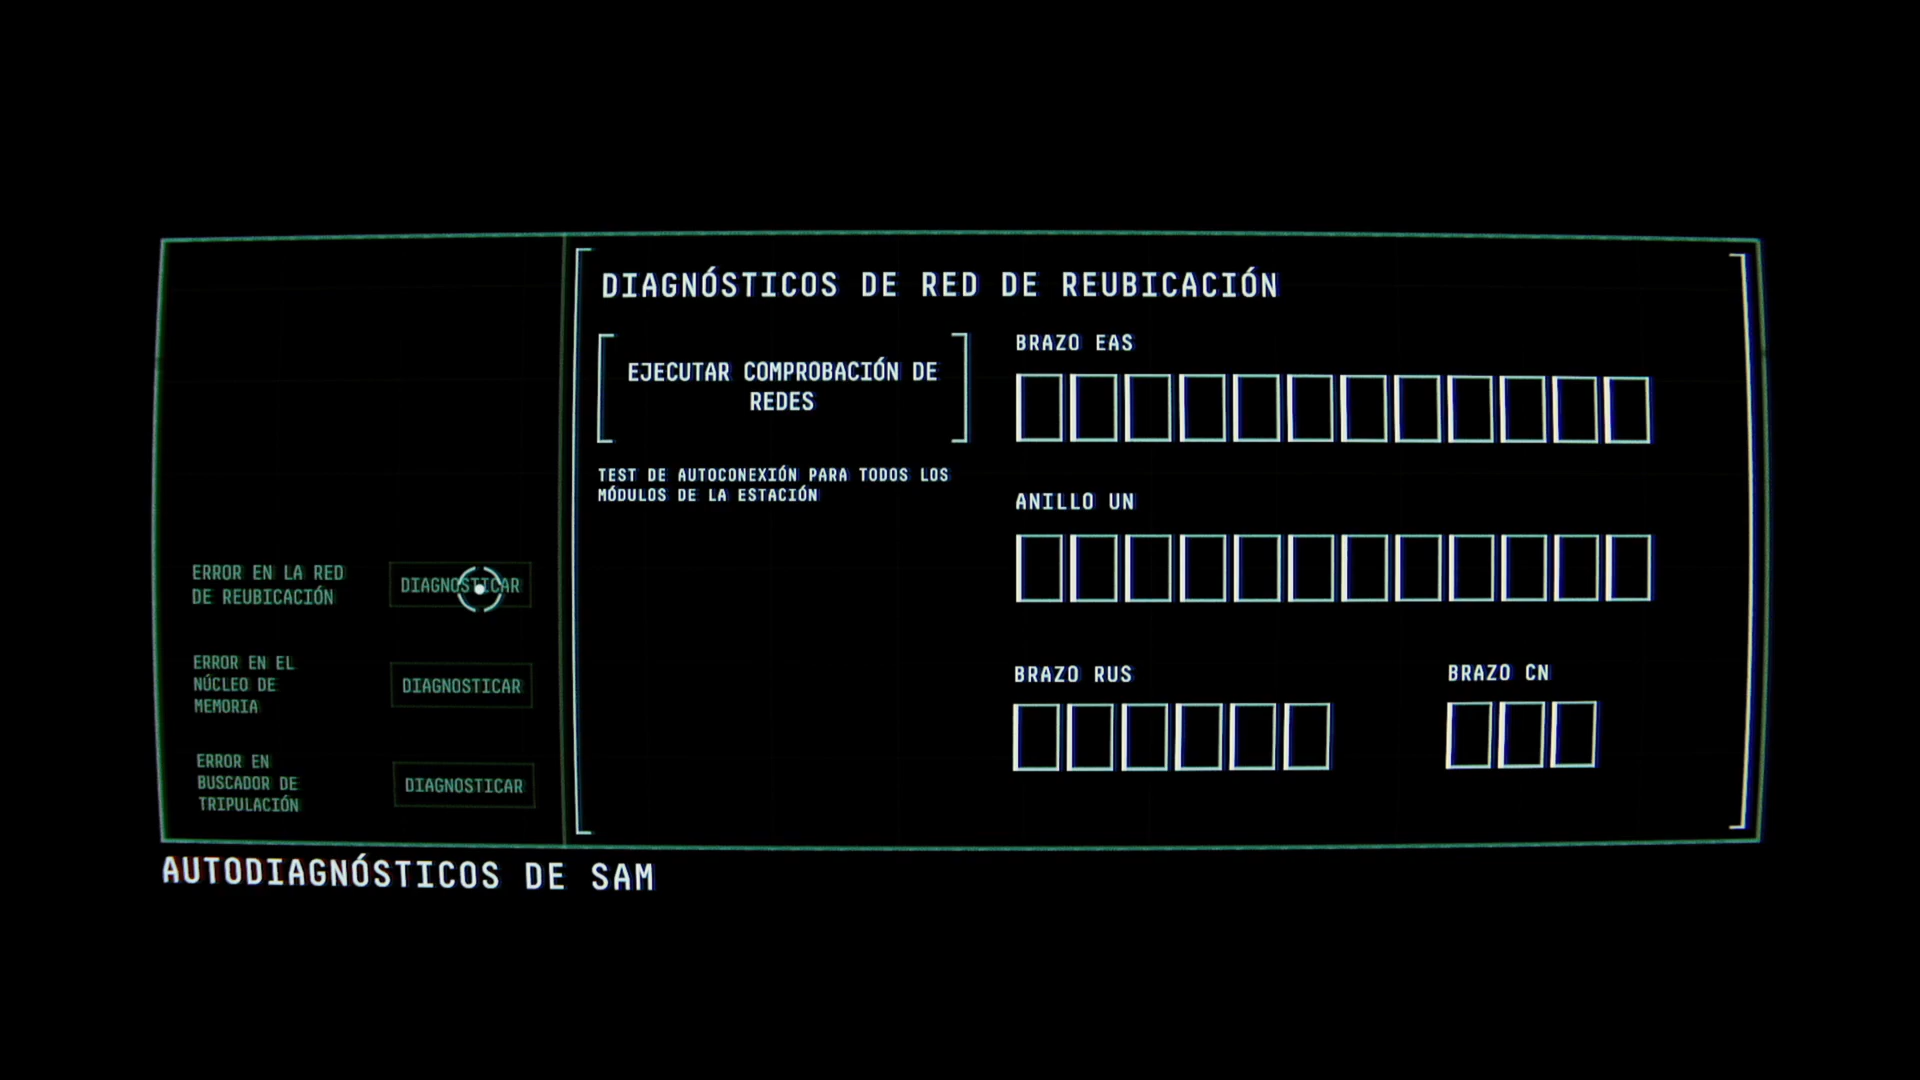 DIAGNÓSTICOS DE RED DE REUBICACIÓN
EJECUTAR COMPROBACIÓN DE
REDES
TEST DE AUTOCONEXIÓN PARA TODOS LOS
MÓDULOS DE LA ESTACIÓN
BRAZO EAS
ANILLO UN
BRAZO RUS
BRAZO CN
ERROR EN LA RED
DE REUBICACIÓN
DIAGNOSTICAR
ERROR EN EL
NÚCLEO DE
MEMORIA
DIAGNOSTICAR
ERROR EN
BUSCADOR DE
TRIPULACIÓN
DIAGNOSTICAR
AUTODIAGNÓSTICOS DE SAM